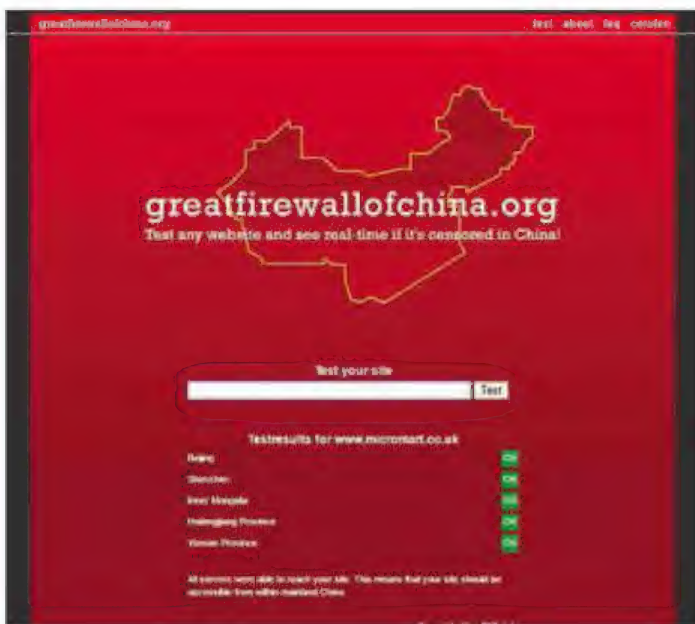 greatfirewallofchina.org
test about faq
greatfirewallofchina.org
Test any website and see real-time if it's censored in China!
Test your site
Test
Testresults for www.micromart.co.uk
Beijing
OK
Shenzhen
OK
Inner Mongolia
OK
Heilongjiang Province
OK
Yunnan Province
OK
All servers were able to reach your site. This means that your site should be
accessible from within mainland China.